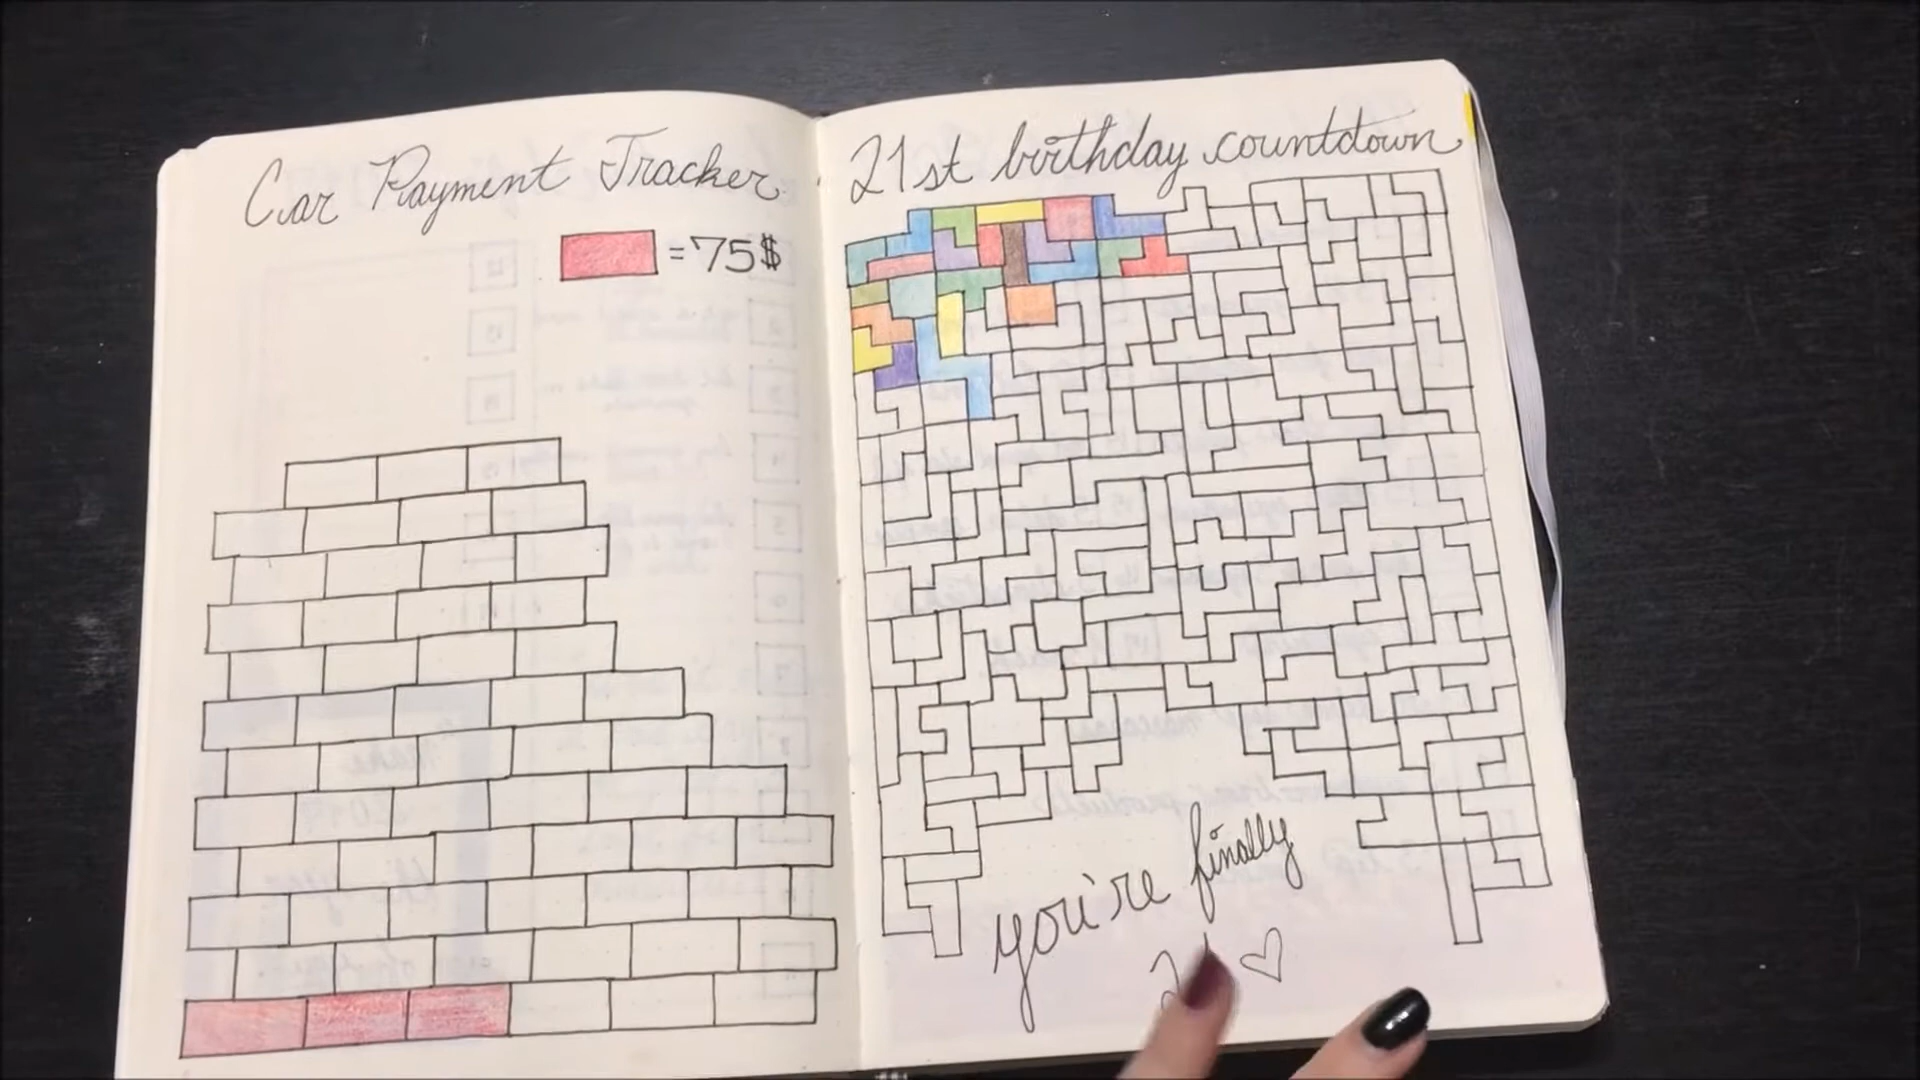 Car Payment Tracker
= 75$
21st birthday countdown
you're finally